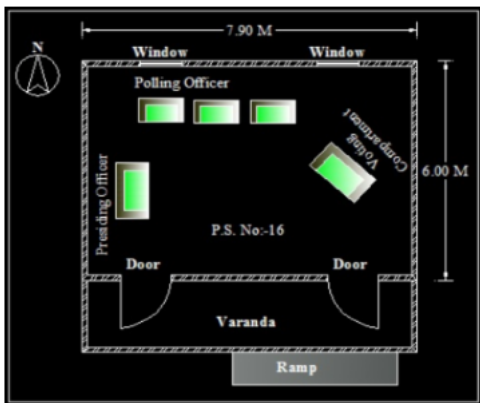 7.90 M
N
Window
Window
Polling Officer
Voting
Compartment
6.00 M
Presiding Officer
P.S. No:-16
Door
Door
Varanda
Ramp